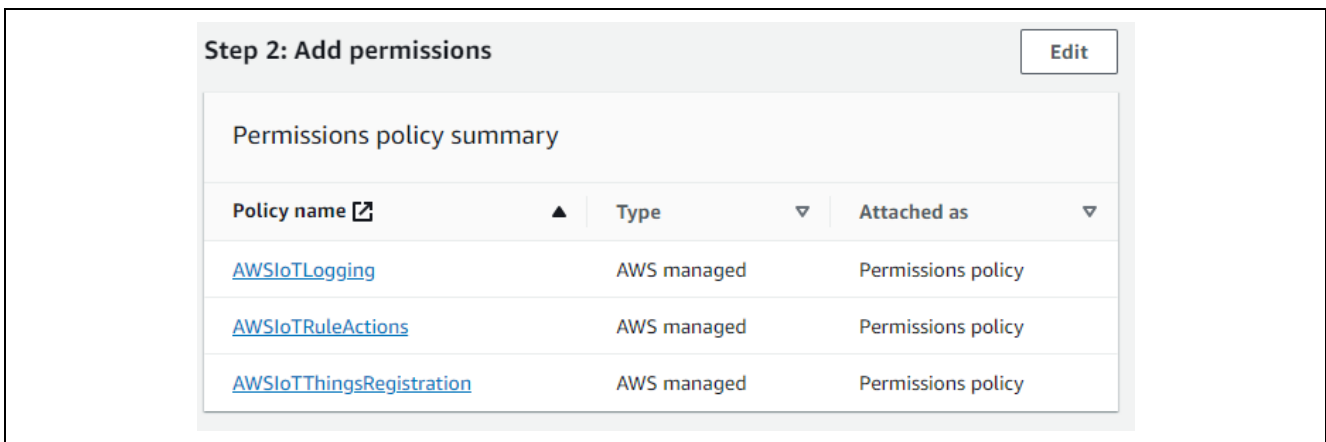 Step 2: Add permissions
Edit
Permissions policy summary
Policy name Type Attached as
AWSIoTLogging AWS managed Permissions policy
AWSIoTRuleActions AWS managed Permissions policy
AWSIoTThingsRegistration AWS managed Permissions policy